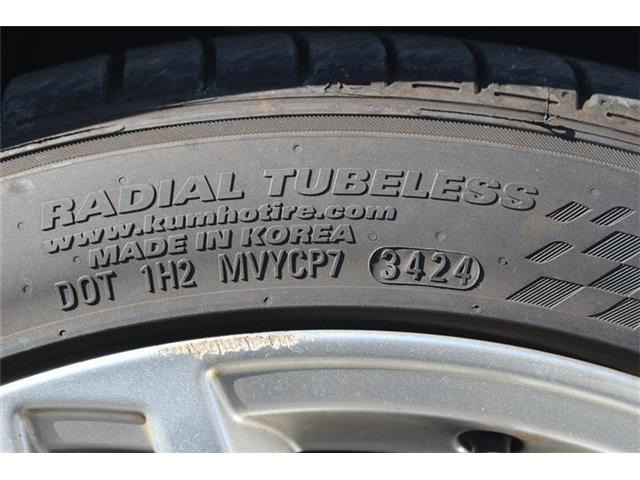 RADIAL TUBELESS
www.kumhotire.com
MADE IN KOREA
DOT 1H2 MVYCP7 3424